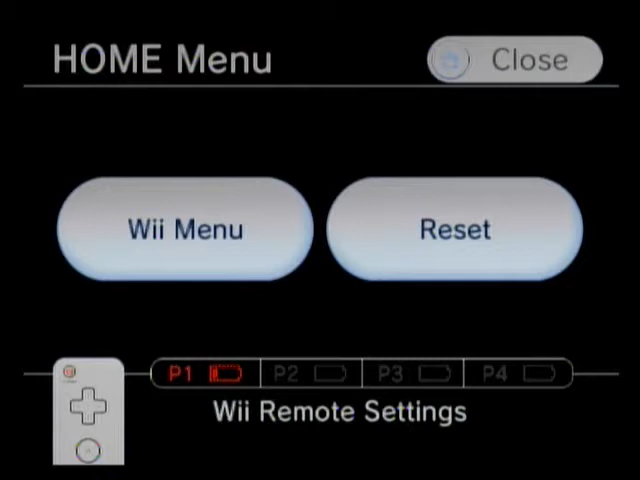 HOME Menu
Close
Wii Menu
Reset
P1
P2
P3
P4
Wii Remote Settings